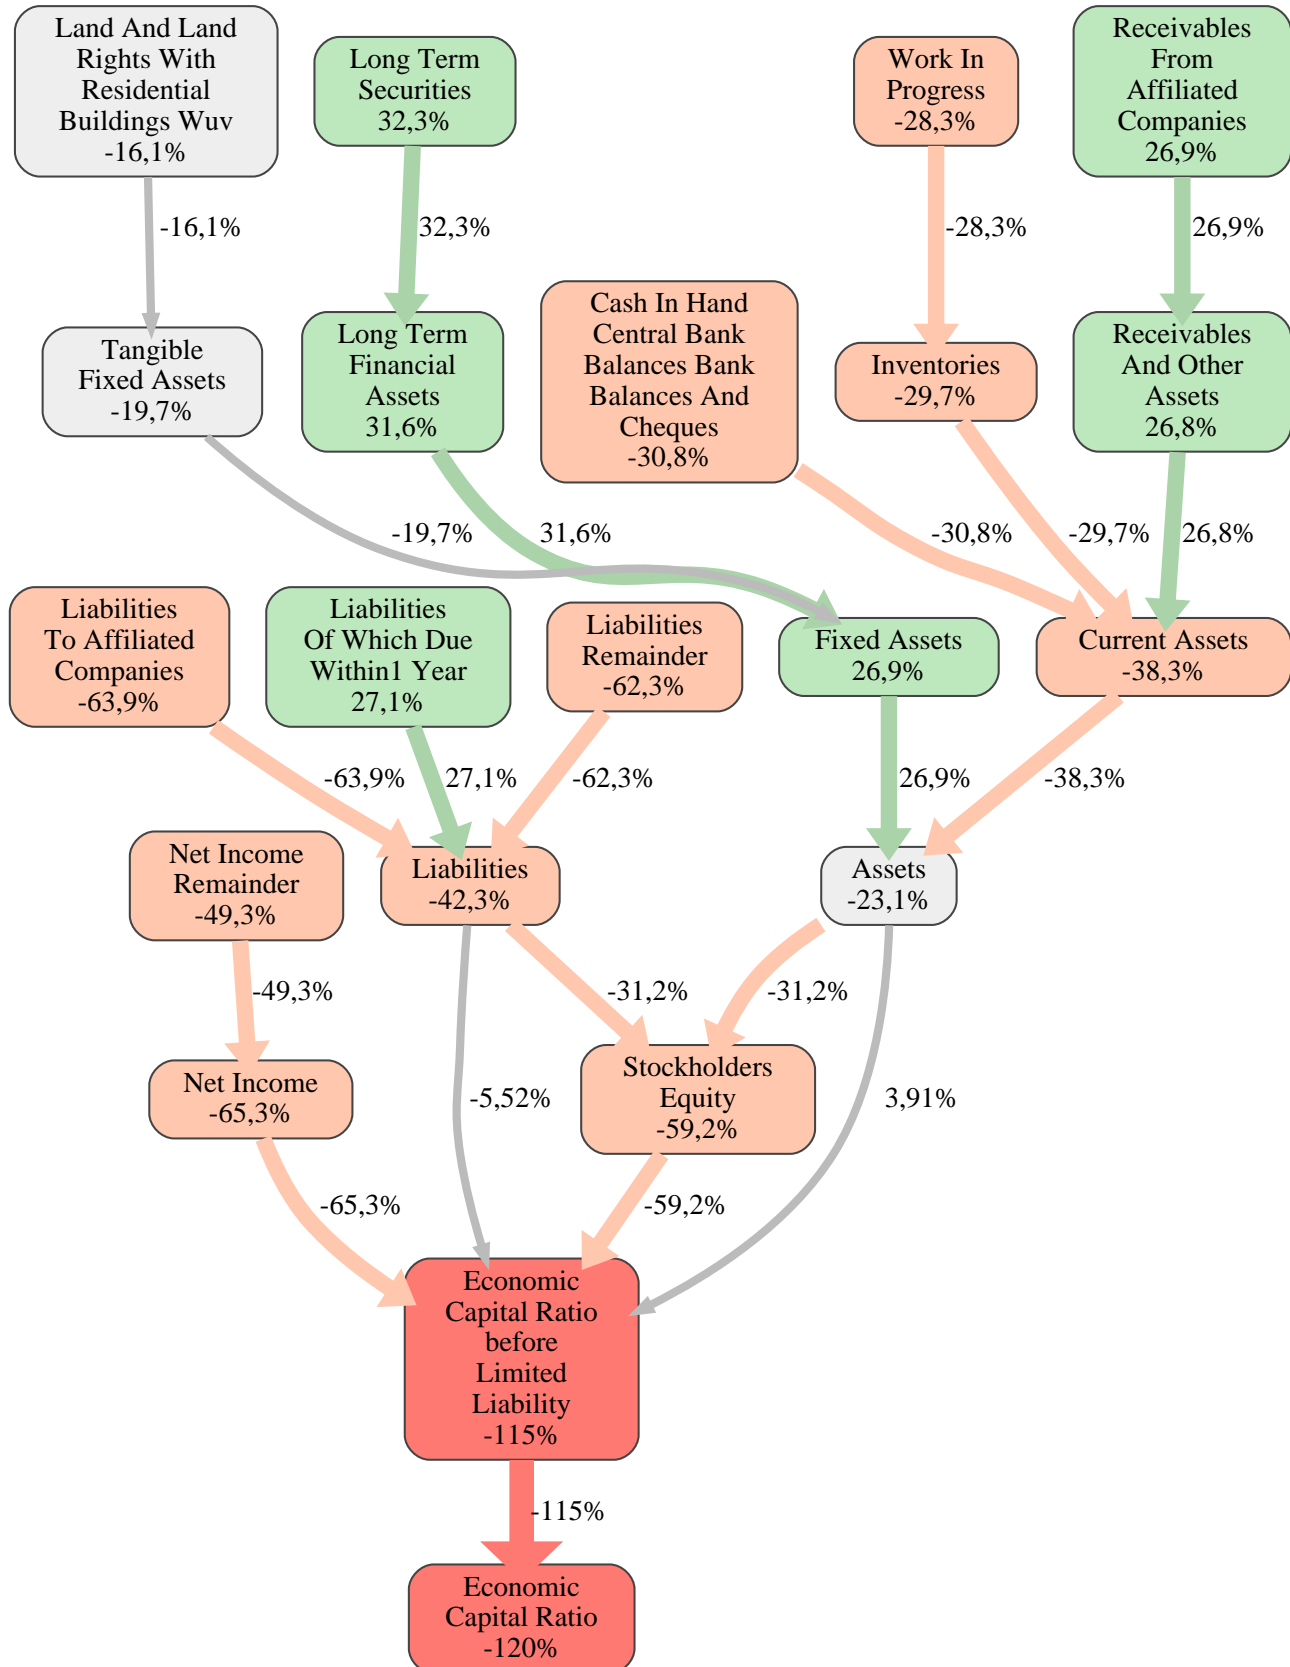 Land And Land
Rights With
Residential
Buildings Wuv
-16,1%
Long Term
Securities
32,3%
Work In
Progress
-28,3%
Receivables
From
Affiliated
Companies
26,9%
-16,1%
32,3%
-28,3%
26,9%
Tangible
Fixed Assets
-19,7%
Long Term
Financial
Assets
31,6%
Cash In Hand
Central Bank
Balances Bank
Balances And
Cheques
-30,8%
Inventories
-29,7%
Receivables
And Other
Assets
26,8%
-19,7%
31,6%
-30,8%
-29,7%
26,8%
Liabilities
To Affiliated
Companies
-63,9%
Liabilities
Of Which Due
Within1 Year
27,1%
Liabilities
Remainder
-62,3%
Fixed Assets
26,9%
Current Assets
-38,3%
-63,9%
27,1%
-62,3%
26,9%
-38,3%
Net Income
Remainder
-49,3%
Liabilities
-42,3%
Assets
-23,1%
-49,3%
-31,2%
-31,2%
Net Income
-65,3%
-5,52%
Stockholders
Equity
-59,2%
3,91%
-65,3%
-59,2%
Economic
Capital Ratio
before
Limited
Liability
-115%
-115%
Economic
Capital Ratio
-120%